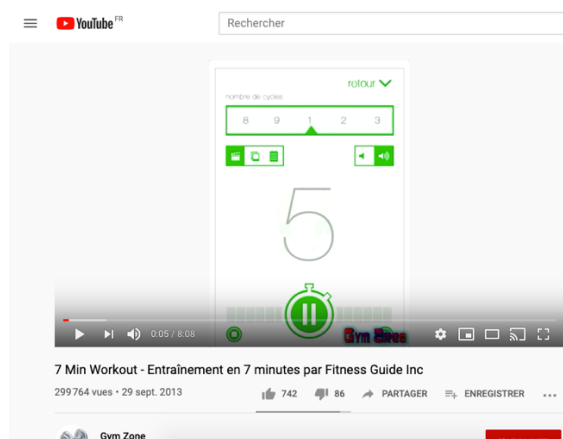 YouTube FR
Rechercher
retour
nombre de cycles
8 9 1 2 3
5
0:05 / 8:08
Gym Zone
7 Min Workout - Entraînement en 7 minutes par Fitness Guide Inc
299 764 vues • 29 sept. 2013
742 86 PARTAGER ENREGISTRER
Gym Zone